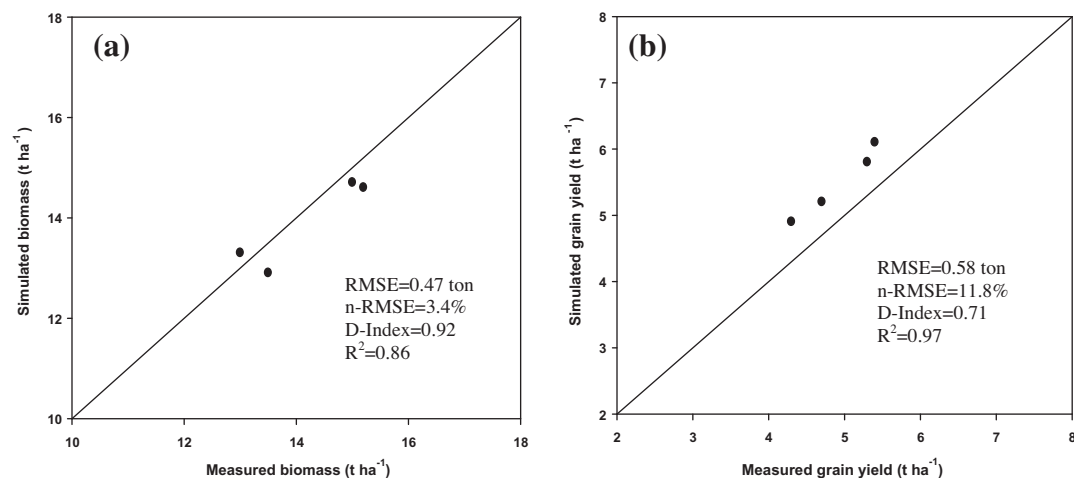 (a)
18
16
14
12
10
Simulated biomass (t ha⁻¹)
RMSE=0.47 ton
n-RMSE=3.4%
D-Index=0.92
R²=0.86
10 12 14 16 18
Measured biomass (t ha⁻¹)
(b)
8
7
6
5
4
3
2
Simulated grain yield (t ha⁻¹)
RMSE=0.58 ton
n-RMSE=11.8%
D-Index=0.71
R²=0.97
2 3 4 5 6 7 8
Measured grain yield (t ha⁻¹)